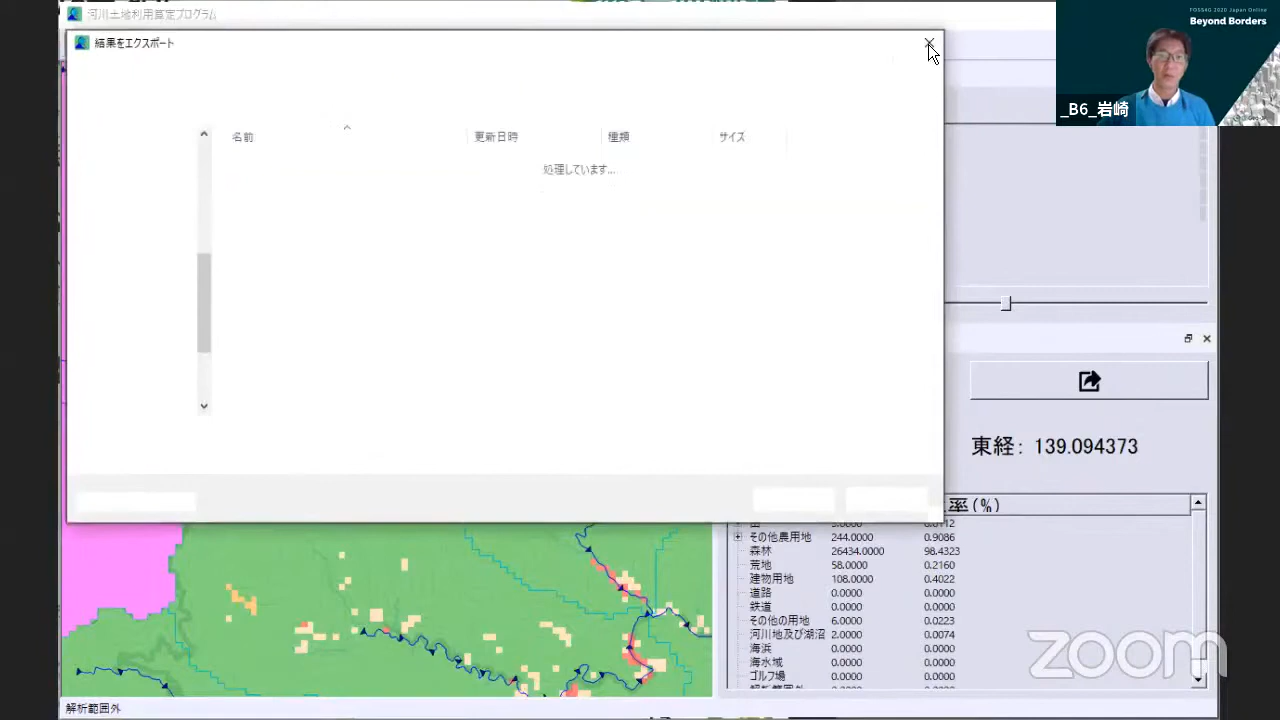 河川土地利用算定プログラム
結果をエクスポート
FOSS4G 2020 Japan Online
Beyond Borders
_B6_岩崎
名前
更新日時
種類
サイズ
処理しています...
東経: 139.094373
率(%)
その他農用地 244.0000 0.9086
森林 26434.0000 98.4323
荒地 58.0000 0.2160
建物用地 108.0000 0.4022
道路 0.0000 0.0000
鉄道 0.0000 0.0000
その他の用地 6.0000 0.0223
河川地及び湖沼 2.0000 0.0074
海浜 0.0000 0.0000
海水域 0.0000 0.0000
ゴルフ場 0.0000 0.0000
解析範囲外
zoom